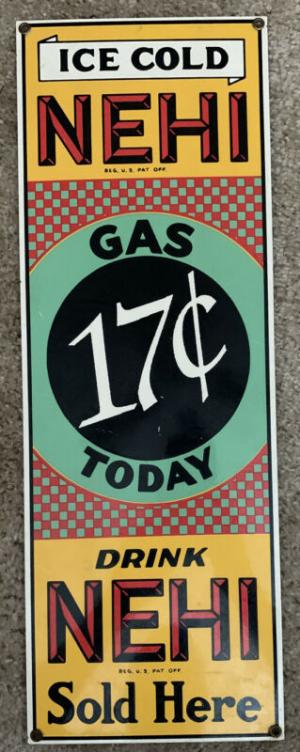 ICE COLD
NEHI
REG. U.S. PAT OFF.
GAS
17¢
TODAY
DRINK
NEHI
REG. U.S. PAT OFF.
Sold Here